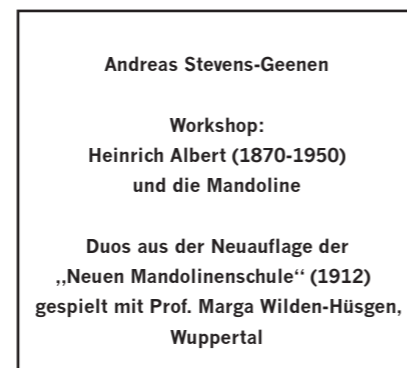 Andreas Stevens-Geenen
Workshop:
Heinrich Albert (1870-1950)
und die Mandoline
Duos aus der Neuauflage der
„Neuen Mandolinenschule“ (1912)
gespielt mit Prof. Marga Wilden-Hüsgen,
Wuppertal